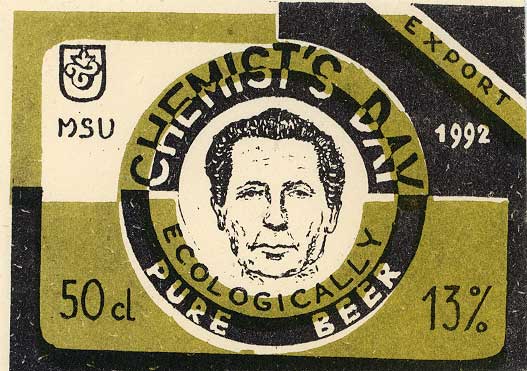 EXPORT
MSU
CHEMIST'S DAY
1992
ECOLOGICALLY
PURE BEER
50 cl
13%